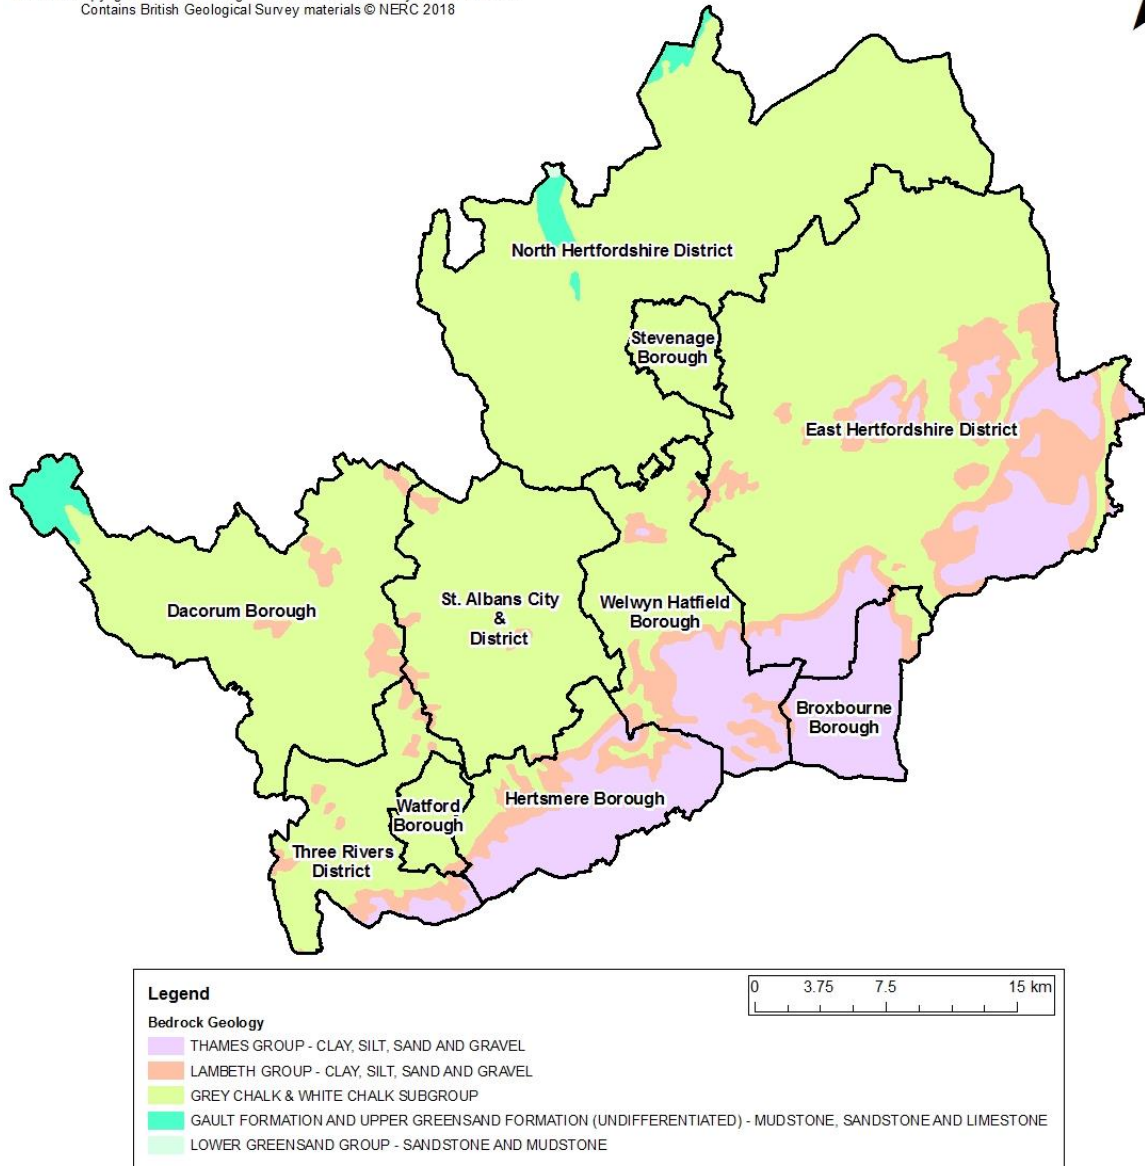 Contains British Geological Survey materials © NERC 2018
North Hertfordshire District
Stevenage
Borough
East Hertfordshire District
Dacorum Borough
St. Albans City
&
District
Welwyn Hatfield
Borough
Broxbourne
Borough
Hertsmere Borough
Watford
Borough
Three Rivers
District
Legend
0 3.75 7.5 15 km
Bedrock Geology
THAMES GROUP - CLAY, SILT, SAND AND GRAVEL
LAMBETH GROUP - CLAY, SILT, SAND AND GRAVEL
GREY CHALK & WHITE CHALK SUBGROUP
GAULT FORMATION AND UPPER GREENSAND FORMATION (UNDIFFERENTIATED) - MUDSTONE, SANDSTONE AND LIMESTONE
LOWER GREENSAND GROUP - SANDSTONE AND MUDSTONE